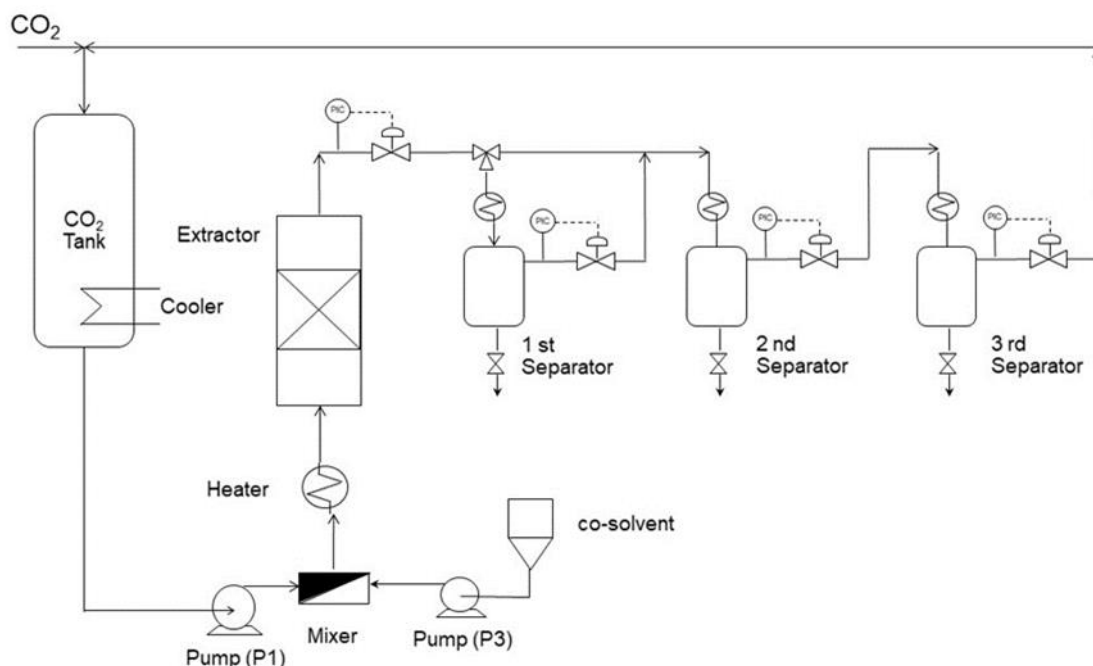 CO₂
PIC
CO₂
Tank
Extractor
PIC
PIC
PIC
Cooler
1 st
Separator
2 nd
Separator
3 rd
Separator
Heater
co-solvent
Mixer
Pump (P3)
Pump (P1)